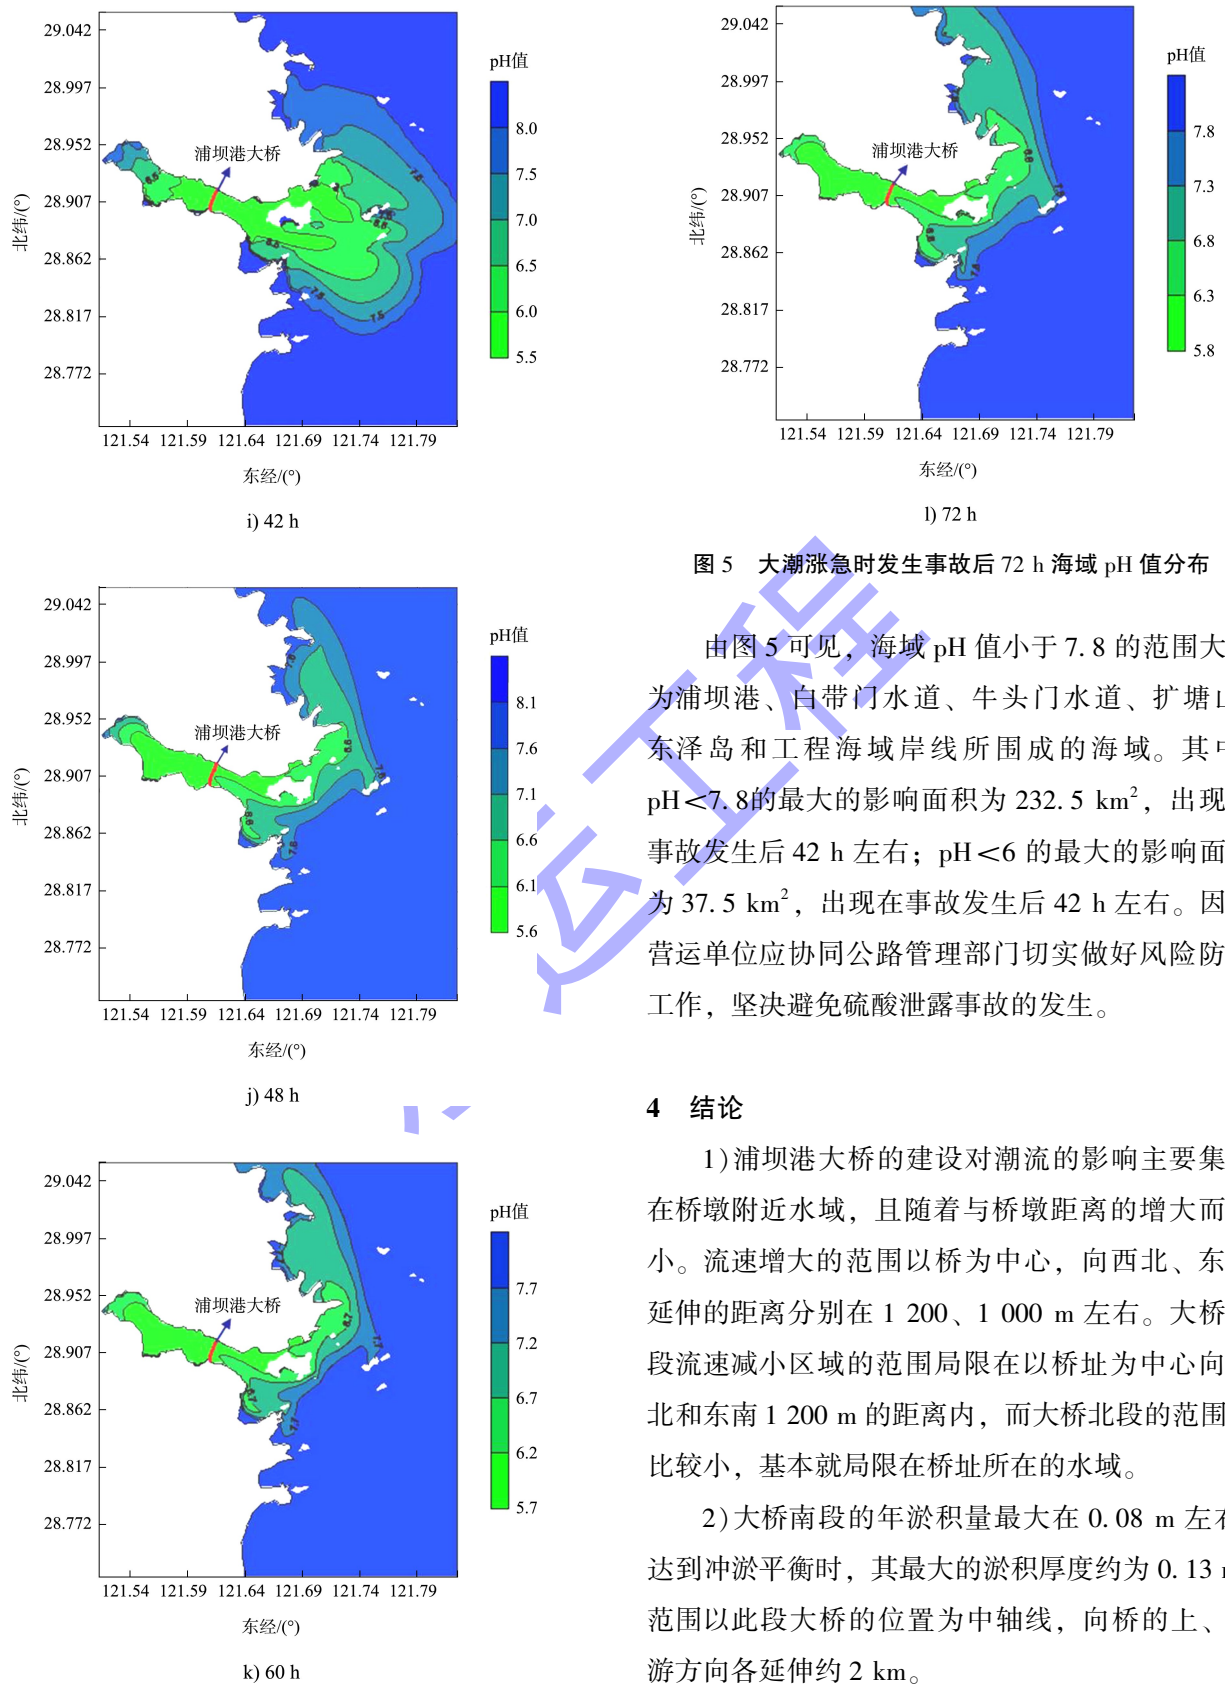 29.042
28.997
28.952
28.907
28.862
28.817
28.772
北纬/(°)
浦坝港大桥
pH值
8.0
7.5
7.0
6.5
6.0
5.5
121.54 121.59 121.64 121.69 121.74 121.79
东经/(°)
i) 42 h
29.042
28.997
28.952
28.907
28.862
28.817
28.772
北纬/(°)
浦坝港大桥
pH值
8.1
7.6
7.1
6.6
6.1
5.6
121.54 121.59 121.64 121.69 121.74 121.79
东经/(°)
j) 48 h
29.042
28.997
28.952
28.907
28.862
28.817
28.772
北纬/(°)
浦坝港大桥
pH值
7.7
7.2
6.7
6.2
5.7
121.54 121.59 121.64 121.69 121.74 121.79
东经/(°)
k) 60 h
29.042
28.997
28.952
28.907
28.862
28.817
28.772
北纬/(°)
浦坝港大桥
pH值
7.8
7.3
6.8
6.3
5.8
121.54 121.59 121.64 121.69 121.74 121.79
东经/(°)
l) 72 h
图 5 大潮涨急时发生事故后 72 h 海域 pH 值分布
由图 5 可见，海域 pH 值小于 7.8 的范围大
为浦坝港、白带门水道、牛头门水道、扩塘山
东泽岛和工程海域岸线所围成的海域。其中
pH＜7.8的最大的影响面积为 232.5 km²，出现
事故发生后 42 h 左右；pH＜6 的最大的影响面
为 37.5 km²，出现在事故发生后 42 h 左右。因
营运单位应协同公路管理部门切实做好风险防
工作，坚决避免硫酸泄露事故的发生。
4 结论
1)浦坝港大桥的建设对潮流的影响主要集
在桥墩附近水域，且随着与桥墩距离的增大而
小。流速增大的范围以桥为中心，向西北、东
延伸的距离分别在 1 200、1 000 m 左右。大桥
段流速减小区域的范围局限在以桥址为中心向
北和东南 1 200 m 的距离内，而大桥北段的范围
比较小，基本就局限在桥址所在的水域。
2)大桥南段的年淤积量最大在 0.08 m 左右
达到冲淤平衡时，其最大的淤积厚度约为 0.13 m
范围以此段大桥的位置为中轴线，向桥的上、
游方向各延伸约 2 km。
运工程